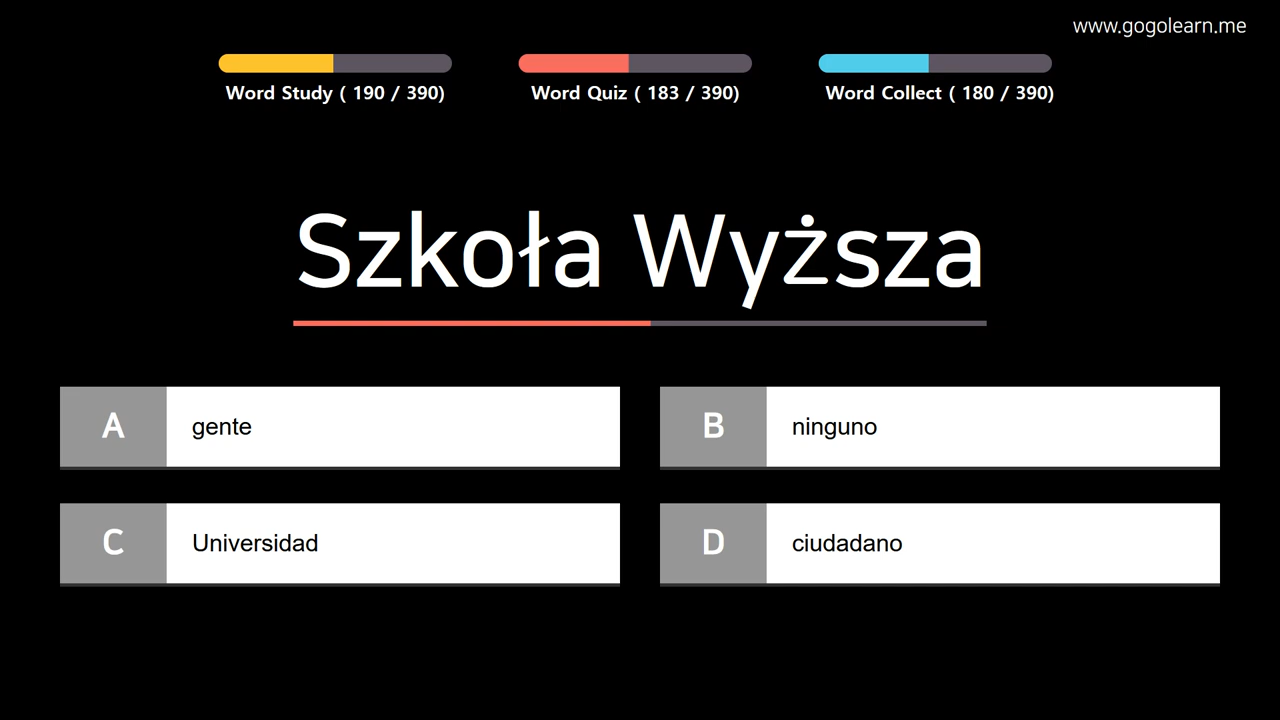 www.gogolearn.me
Word Study ( 190 / 390)
Word Quiz ( 183 / 390)
Word Collect ( 180 / 390)
Szkoła Wyższa
A gente
B ninguno
C Universidad
D ciudadano